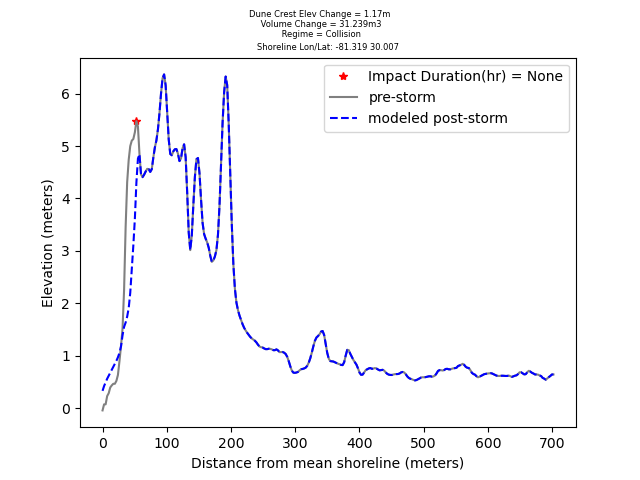 Dune Crest Elev Change = 1.17m
Volume Change = 31.239m3
Regime = Collision
Shoreline Lon/Lat: -81.319 30.007
Impact Duration(hr) = None
pre-storm
modeled post-storm
Elevation (meters)
6
5
4
3
2
1
0
0 100 200 300 400 500 600 700
Distance from mean shoreline (meters)